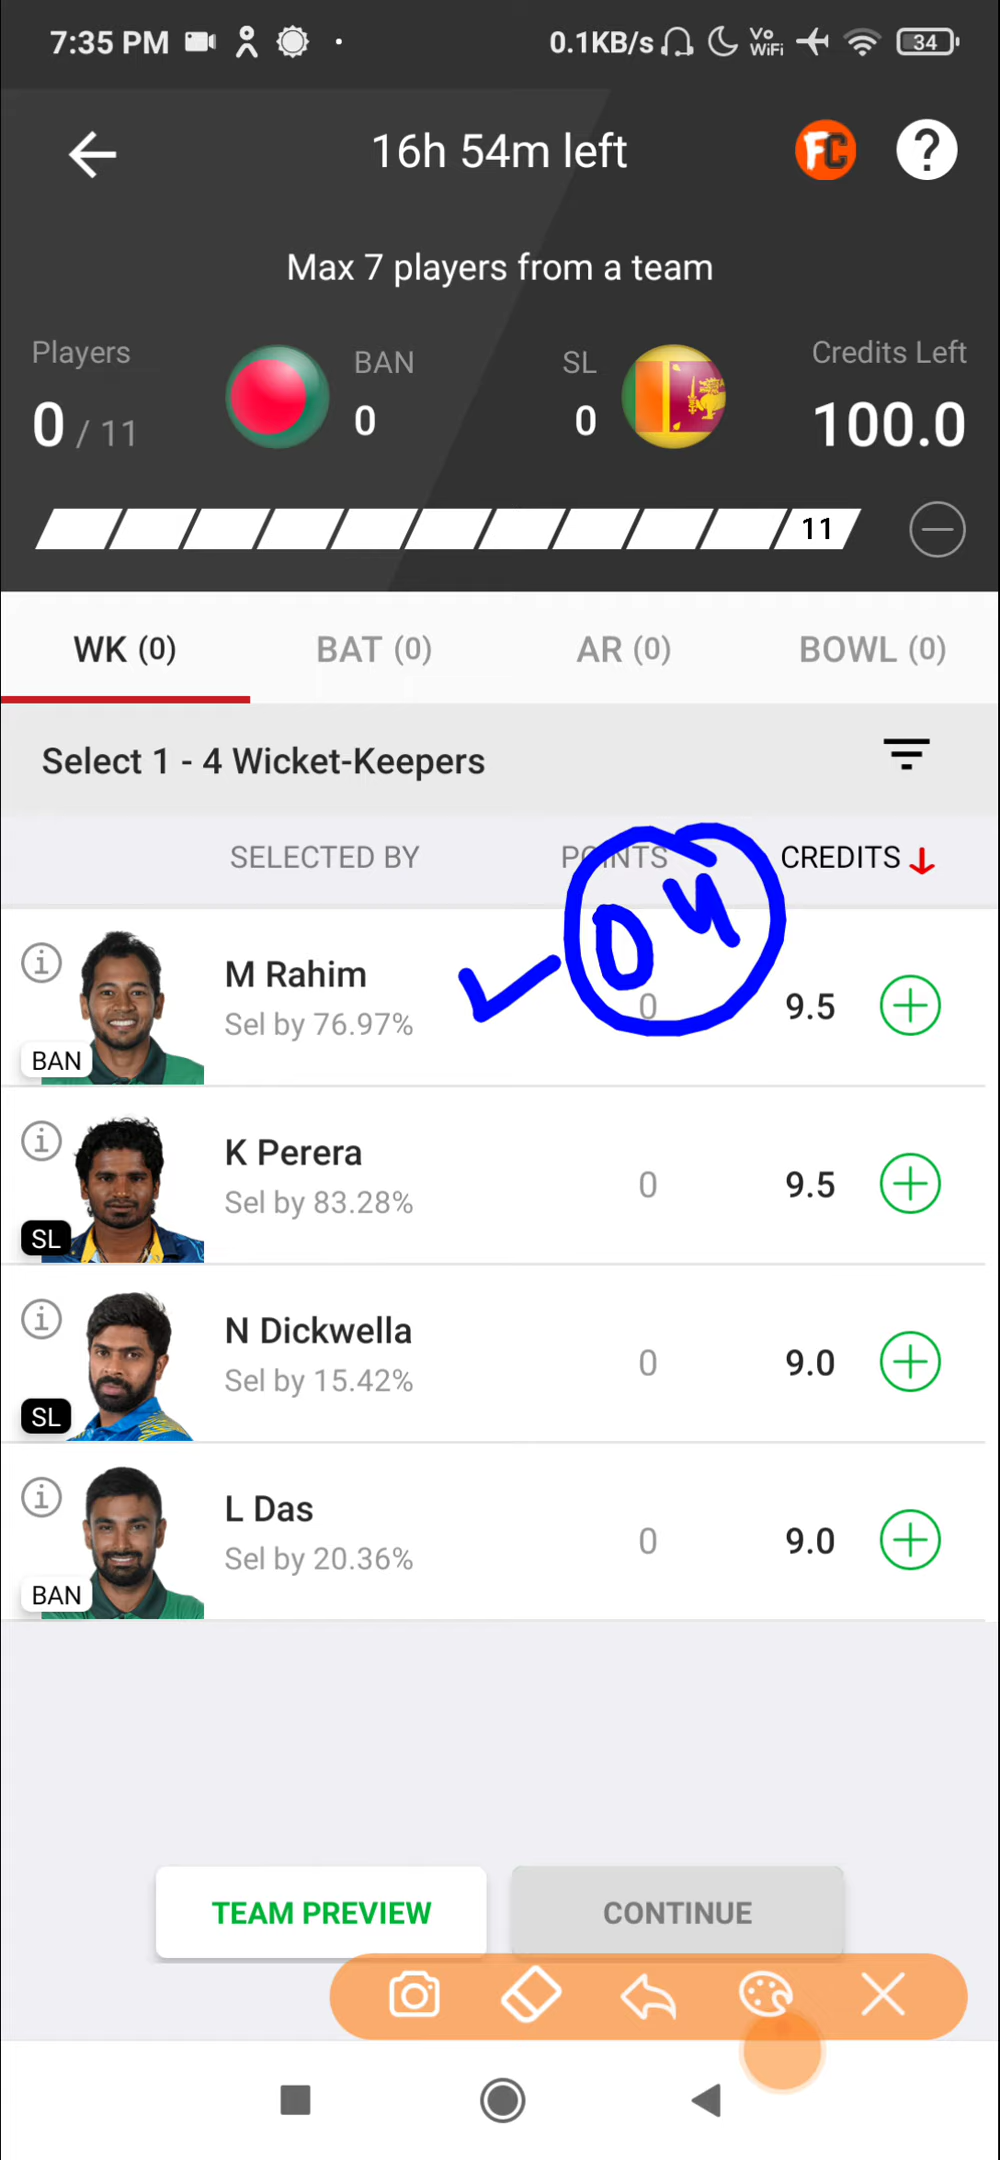 7:35 PM 0.1KB/s Vo WiFi 34
16h 54m left FC ?
Max 7 players from a team
Players BAN SL Credits Left
0 / 11 0 0 100.0
11
WK (0) BAT (0) AR (0) BOWL (0)
Select 1 - 4 Wicket-Keepers
SELECTED BY POINTS CREDITS
04
M Rahim
Sel by 76.97% 0 9.5
BAN
K Perera
Sel by 83.28% 0 9.5
SL
N Dickwella
Sel by 15.42% 0 9.0
SL
L Das
Sel by 20.36% 0 9.0
BAN
TEAM PREVIEW CONTINUE